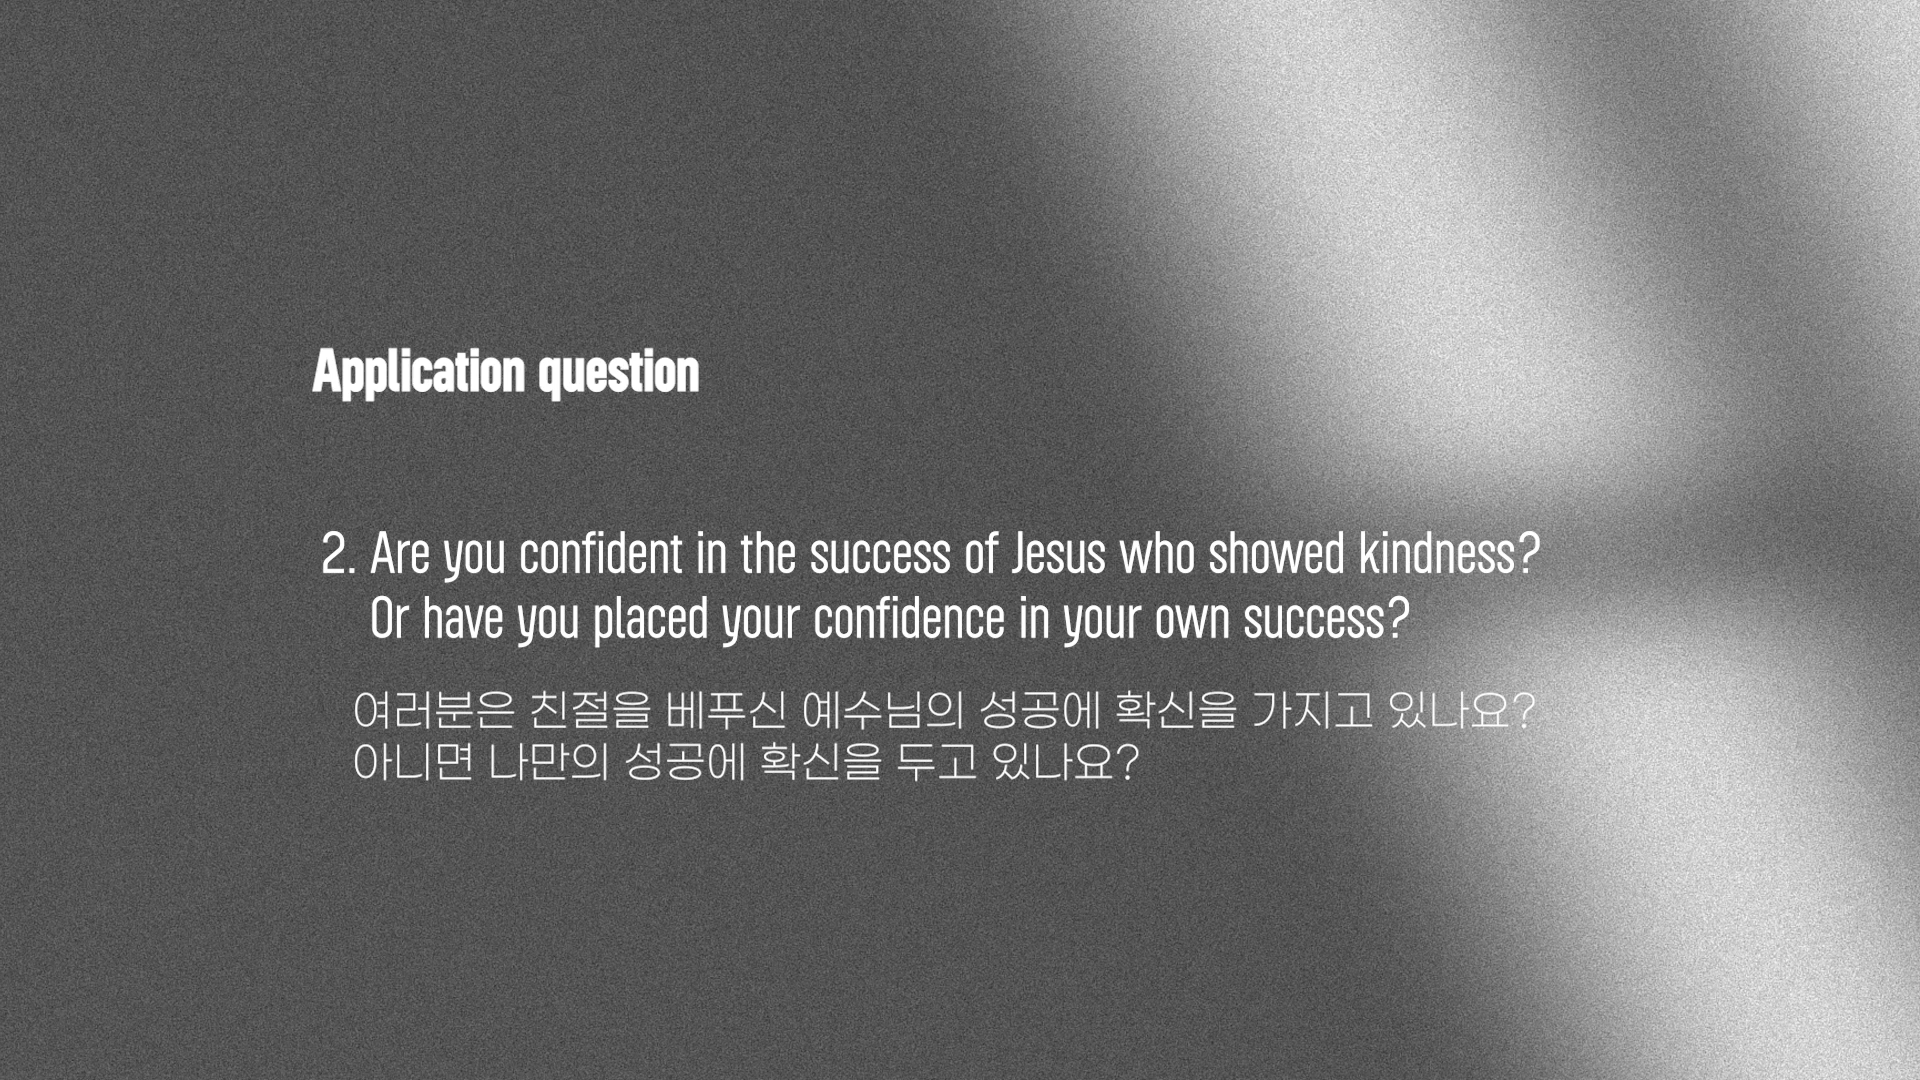 Application question
2. Are you confident in the success of Jesus who showed kindness?
Or have you placed your confidence in your own success?
여러분은 친절을 베푸신 예수님의 성공에 확신을 가지고 있나요?
아니면 나만의 성공에 확신을 두고 있나요?